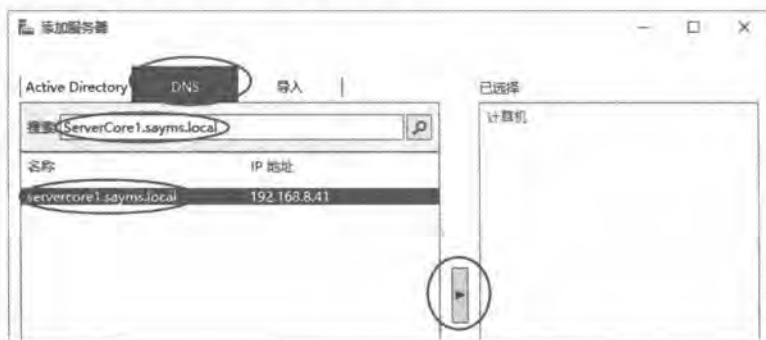 添加服务器
Active Directory DNS 导入
已选择
搜索: ServerCore1.sayms.local
计算机
名称 IP 地址
servercore1.sayms.local 192.168.8.41